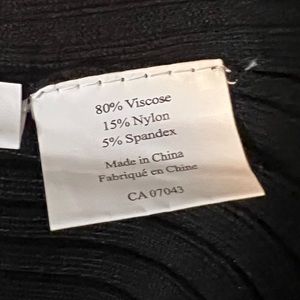 80% Viscose
15% Nylon
5% Spandex
Made in China
Fabriqué en Chine
CA 07043